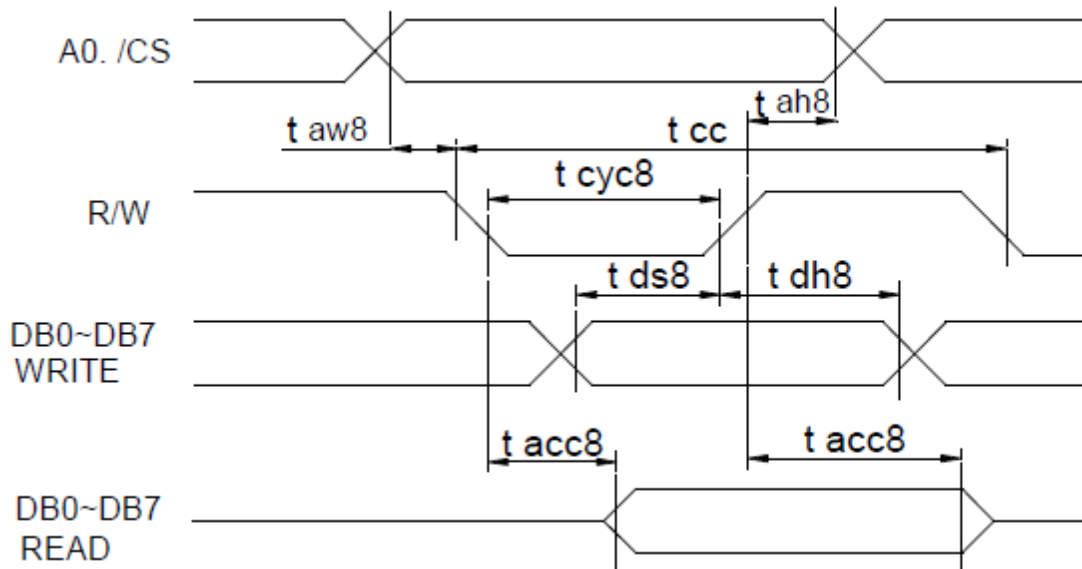 A0. /CS
t ah8
t aw8
t cc
t cyc8
R/W
t ds8
t dh8
DB0~DB7
WRITE
t acc8
t acc8
DB0~DB7
READ